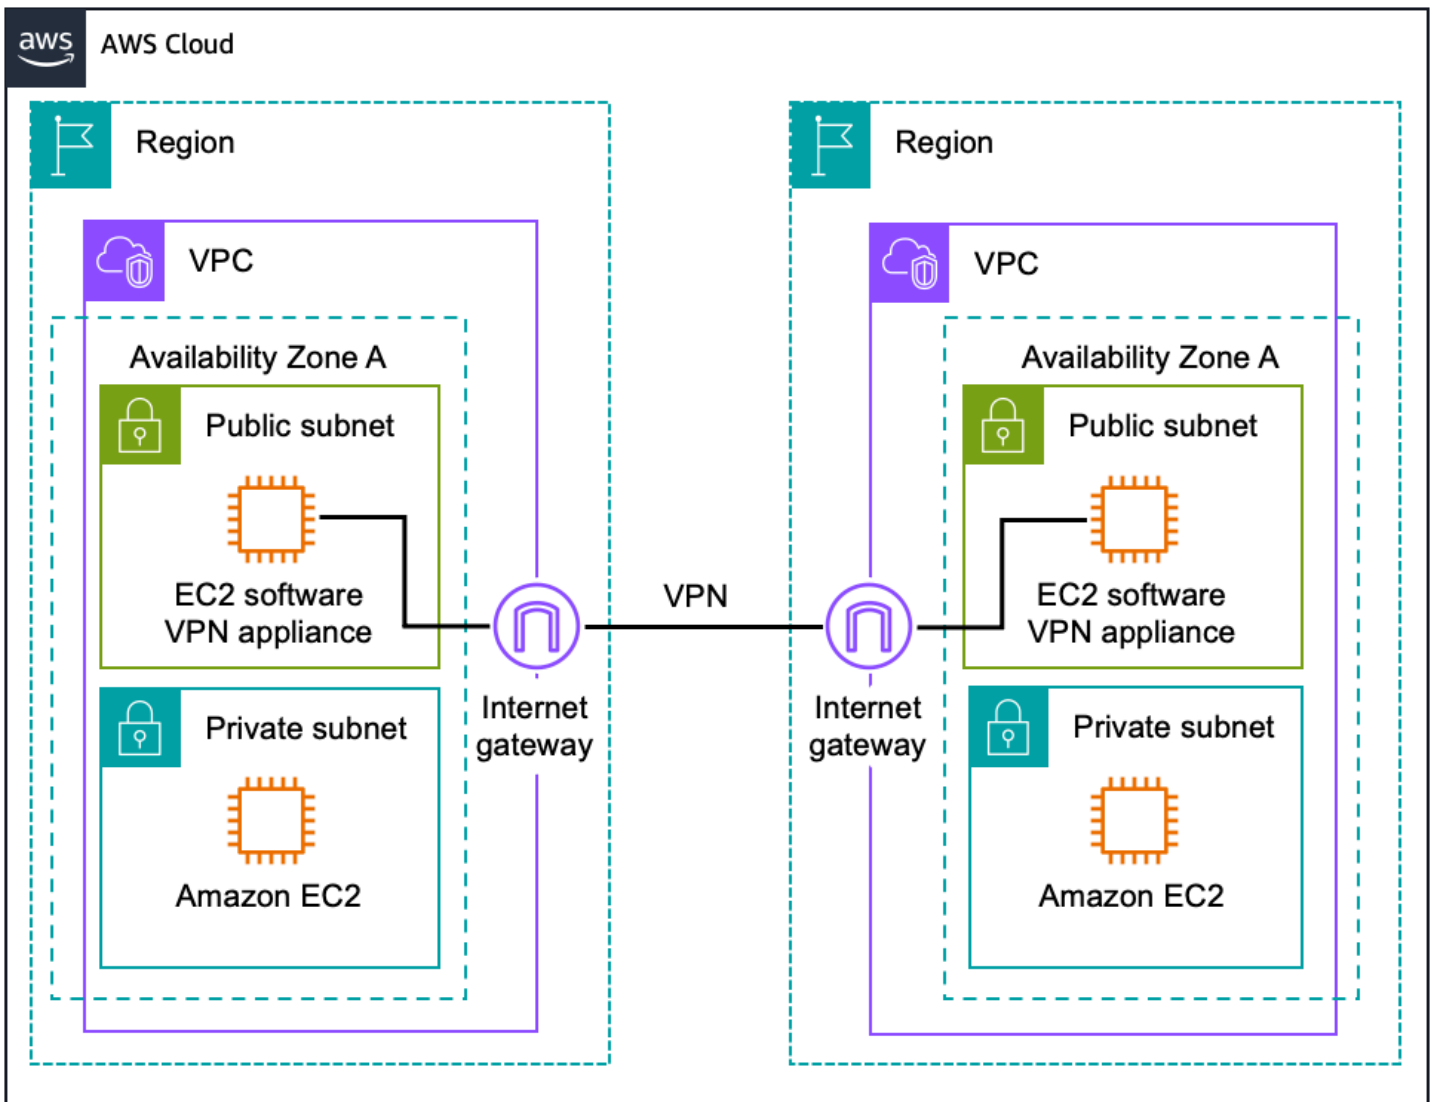 aws
AWS Cloud
Region
VPC
Availability Zone A
Public subnet
EC2 software
VPN appliance
Private subnet
Amazon EC2
Internet
gateway
VPN
Region
VPC
Availability Zone A
Public subnet
EC2 software
VPN appliance
Internet
gateway
Private subnet
Amazon EC2